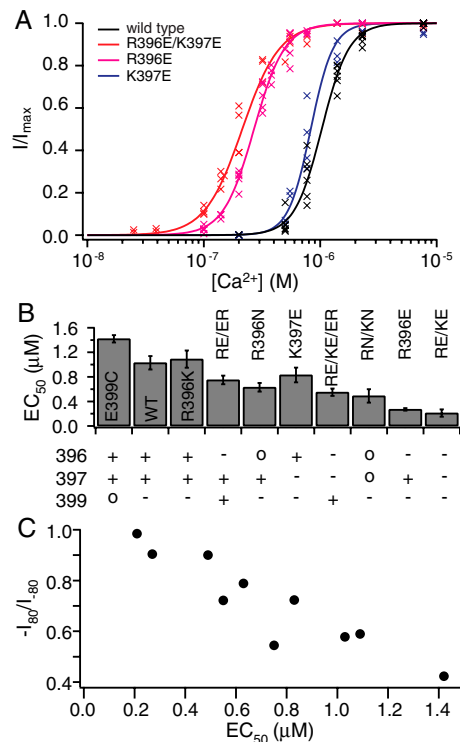 A
wild type
R396E/K397E
R396E
K397E
1.0
0.8
0.6
0.4
0.2
0.0
I/Imax
10⁻⁸ 10⁻⁷ 10⁻⁶ 10⁻⁵
[Ca²⁺] (M)
B
RE/ER R396N K397E RE/KE/ER RN/KN R396E RE/KE
1.6
1.2
0.8
0.4
0.0
EC₅₀ (µM)
E399C WT R396K
396 + + + - o + - o - -
397 + + + + + - - o + -
399 o - - + - - + - - -
C
1.0
0.8
0.6
0.4
-I₈₀/I₋₈₀
0.0 0.2 0.4 0.6 0.8 1.0 1.2 1.4
EC₅₀ (µM)